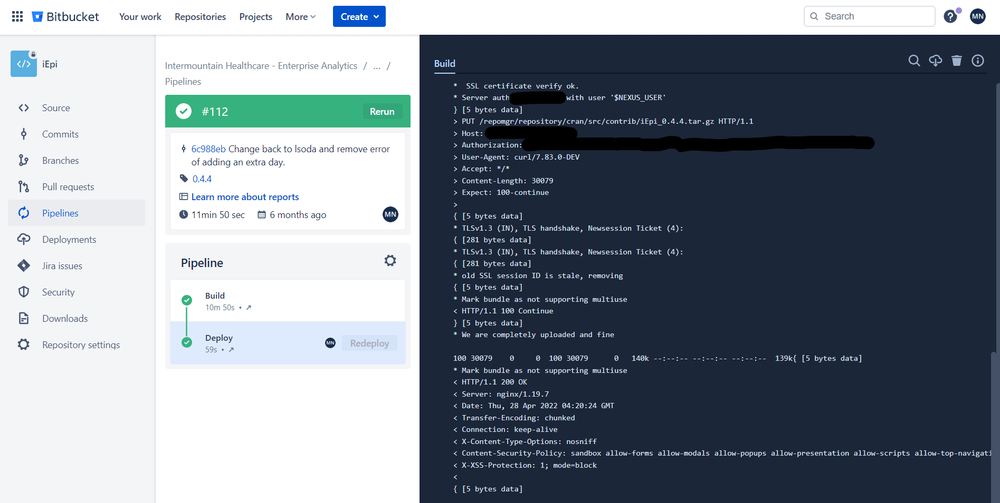 Bitbucket
Your work
Repositories
Projects
More
Create
Search
?
MN
</>
iEpi
Source
Commits
Branches
Pull requests
Pipelines
Deployments
Jira issues
Security
Downloads
Repository settings
Intermountain Healthcare - Enterprise Analytics / ... /
Pipelines
#112
Rerun
6c988eb Change back to lsoda and remove error
of adding an extra day.
0.4.4
Learn more about reports
11min 50 sec
6 months ago
MN
Pipeline
Build
10m 50s • ↗
Deploy
59s • ↗
MN
Redeploy
Build
*  SSL certificate verify ok.
* Server auth with user '$NEXUS_USER'
} [5 bytes data]
> PUT /repomgr/repository/cran/src/contrib/iEpi_0.4.4.tar.gz HTTP/1.1
> Host:
> Authorization:
> User-Agent: curl/7.83.0-DEV
> Accept: */*
> Content-Length: 30079
> Expect: 100-continue
>
{ [5 bytes data]
* TLSv1.3 (IN), TLS handshake, Newsession Ticket (4):
{ [281 bytes data]
* TLSv1.3 (IN), TLS handshake, Newsession Ticket (4):
{ [281 bytes data]
* old SSL session ID is stale, removing
{ [5 bytes data]
* Mark bundle as not supporting multiuse
< HTTP/1.1 100 Continue
} [5 bytes data]
* We are completely uploaded and fine
100 30079    0     0  100 30079      0   140k --:--:-- --:--:-- --:--:--  139k{ [5 bytes data]
* Mark bundle as not supporting multiuse
< HTTP/1.1 200 OK
< Server: nginx/1.19.7
< Date: Thu, 28 Apr 2022 04:20:24 GMT
< Transfer-Encoding: chunked
< Connection: keep-alive
< X-Content-Type-Options: nosniff
< Content-Security-Policy: sandbox allow-forms allow-modals allow-popups allow-presentation allow-scripts allow-top-navigati
< X-XSS-Protection: 1; mode=block
<
{ [5 bytes data]